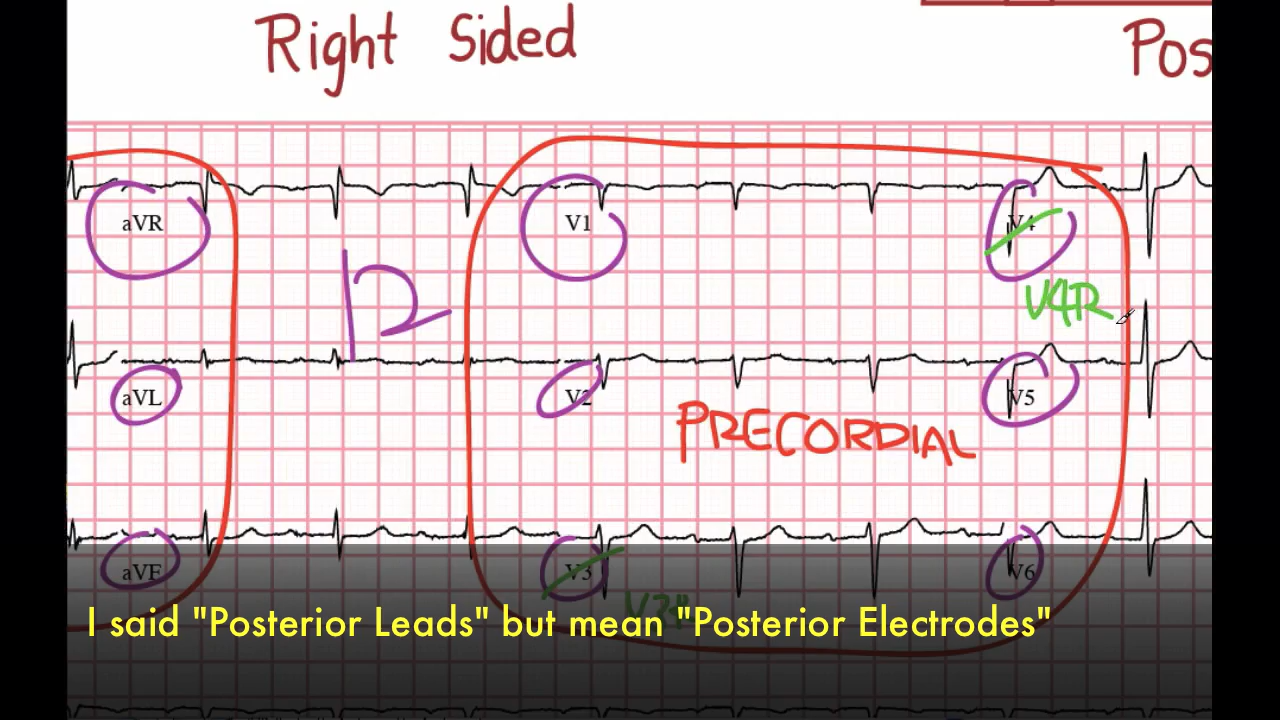 Right Sided
Pos
aVR
V1
V4
12
V4R
aVL
V2
V5
PRECORDIAL
aVF
V3
V6
I said "Posterior Leads" but mean "Posterior Electrodes"